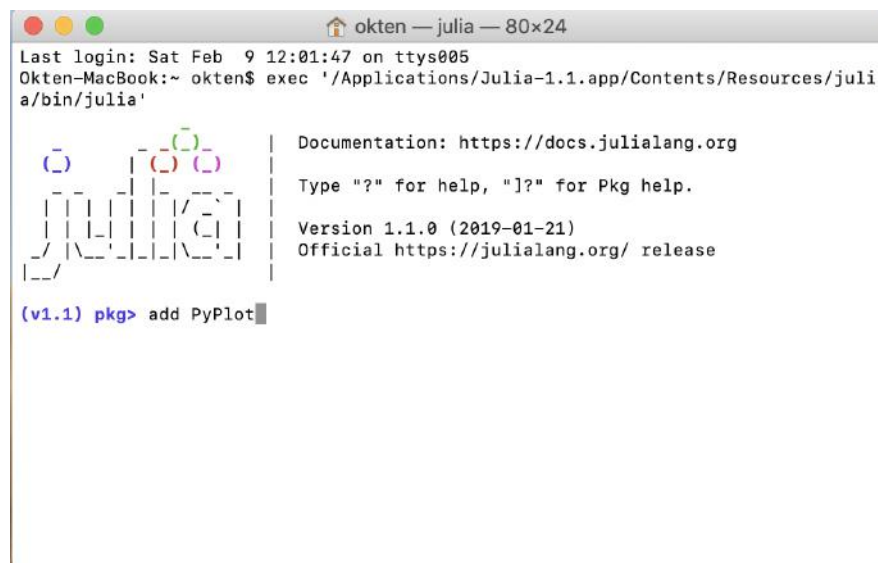 okten — julia — 80×24
Last login: Sat Feb  9 12:01:47 on ttys005
Okten-MacBook:~ okten$ exec '/Applications/Julia-1.1.app/Contents/Resources/juli
a/bin/julia'
Documentation: https://docs.julialang.org
Type "?" for help, "]?" for Pkg help.
julia
Version 1.1.0 (2019-01-21)
Official https://julialang.org/ release
(v1.1) pkg> add PyPlot